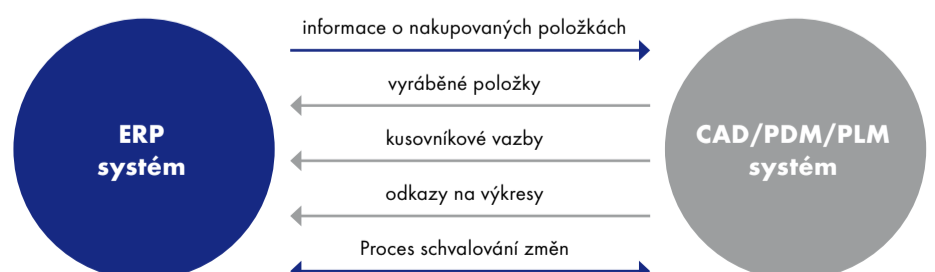 informace o nakupovaných položkách
vyráběné položky
ERP
systém
kusovníkové vazby
CAD/PDM/PLM
systém
odkazy na výkresy
Proces schvalování změn